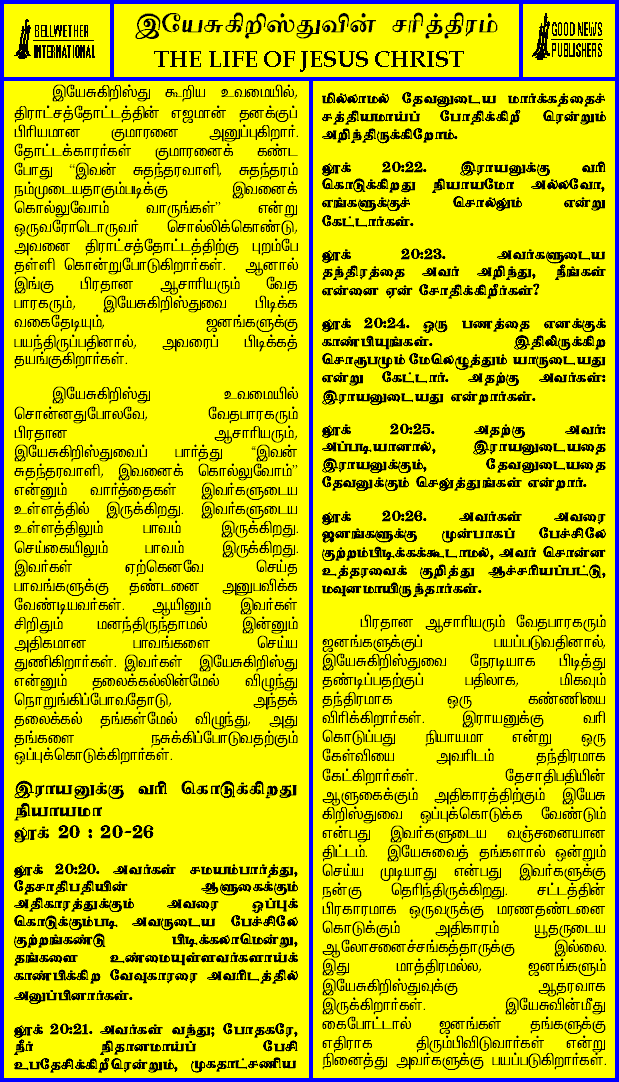 BELLWETHER
INTERNATIONAL
இயேசுகிறிஸ்துவின் சரித்திரம்
THE LIFE OF JESUS CHRIST
GOOD NEWS
PUBLISHERS
இயேசுகிறிஸ்து கூறிய உவமையில்,
திராட்சத்தோட்டத்தின் எஜமான் தனக்குப்
பிரியமான குமாரனை அனுப்புகிறார்.
தோட்டக்காரர்கள் குமாரனைக் கண்ட
போது “இவன் சுதந்தரவாளி, சுதந்தரம்
நம்முடையதாகும்படிக்கு இவனைக்
கொல்லுவோம் வாருங்கள்” என்று
ஒருவரோடொருவர் சொல்லிக்கொண்டு,
அவனை திராட்சத்தோட்டத்திற்கு புறம்பே
தள்ளி கொன்றுபோடுகிறார்கள். ஆனால்
இங்கு பிரதான ஆசாரியரும் வேத
பாரகரும், இயேசுகிறிஸ்துவை பிடிக்க
வகைதேடியும், ஜனங்களுக்கு
பயந்திருப்பதினால், அவரைப் பிடிக்கத்
தயங்குகிறார்கள்.
இயேசுகிறிஸ்து உவமையில்
சொன்னதுபோலவே, வேதபாரகரும்
பிரதான ஆசாரியரும்,
இயேசுகிறிஸ்துவைப் பார்த்து “இவன்
சுதந்தரவாளி, இவனைக் கொல்லுவோம்”
என்னும் வார்த்தைகள் இவர்களுடைய
உள்ளத்தில் இருக்கிறது. இவர்களுடைய
உள்ளத்திலும் பாவம் இருக்கிறது.
செய்கையிலும் பாவம் இருக்கிறது.
இவர்கள் ஏற்கெனவே செய்த
பாவங்களுக்கு தண்டனை அனுபவிக்க
வேண்டியவர்கள். ஆயினும் இவர்கள்
சிறிதும் மனந்திருந்தாமல் இன்னும்
அதிகமான பாவங்களை செய்ய
துணிகிறார்கள். இவர்கள் இயேசுகிறிஸ்து
என்னும் தலைக்கல்லின்மேல் விழுந்து
நொறுங்கிப்போவதோடு, அந்தக்
தலைக்கல் தங்கள்மேல் விழுந்து, அது
தங்களை நசுக்கிப்போடுவதற்கும்
ஒப்புக்கொடுக்கிறார்கள்.
இராயனுக்கு வரி கொடுக்கிறது
நியாயமா
லூக் 20 : 20-26
லூக் 20:20. அவர்கள் சமயம்பார்த்து,
தேசாதிபதியின் ஆளுகைக்கும்
அதிகாரத்துக்கும் அவரை ஒப்புக்
கொடுக்கும்படி அவருடைய பேச்சிலே
குற்றங்கண்டு பிடிக்கலாமென்று,
தங்களை உண்மையுள்ளவர்களாய்க்
காண்பிக்கிற வேவுகாரரை அவரிடத்தில்
அனுப்பினார்கள்.
லூக் 20:21. அவர்கள் வந்து; போதகரே,
நீர் நிதானமாய்ப் பேசி
உபதேசிக்கிறீரென்றும், முகதாட்சணிய
மில்லாமல் தேவனுடைய மார்க்கத்தைச்
சத்தியமாய்ப் போதிக்கிறீ ரென்றும்
அறிந்திருக்கிறோம்.
லூக் 20:22. இராயனுக்கு வரி
கொடுக்கிறது நியாயமோ அல்லவோ,
எங்களுக்குச் சொல்லும் என்று
கேட்டார்கள்.
லூக் 20:23. அவர்களுடைய
தந்திரத்தை அவர் அறிந்து, நீங்கள்
என்னை ஏன் சோதிக்கிறீர்கள்?
லூக் 20:24. ஒரு பணத்தை எனக்குக்
காண்பியுங்கள். இதிலிருக்கிற
சொரூபமும் மேலெழுத்தும் யாருடையது
என்று கேட்டார். அதற்கு அவர்கள்:
இராயனுடையது என்றார்கள்.
லூக் 20:25. அதற்கு அவர்:
அப்படியானால், இராயனுடையதை
இராயனுக்கும், தேவனுடையதை
தேவனுக்கும் செலுத்துங்கள் என்றார்.
லூக் 20:26. அவர்கள் அவரை
ஜனங்களுக்கு முன்பாகப் பேச்சிலே
குற்றம்பிடிக்கக்கூடாமல், அவர் சொன்ன
உத்தரவைக் குறித்து ஆச்சரியப்பட்டு,
மவுனமாயிருந்தார்கள்.
பிரதான ஆசாரியரும் வேதபாரகரும்
ஜனங்களுக்குப் பயப்படுவதினால்,
இயேசுகிறிஸ்துவை நேரடியாக பிடித்து
தண்டிப்பதற்குப் பதிலாக, மிகவும்
தந்திரமாக ஒரு கண்ணியை
விரிக்கிறார்கள். இராயனுக்கு வரி
கொடுப்பது நியாயமா என்று ஒரு
கேள்வியை அவரிடம் தந்திரமாக
கேட்கிறார்கள். தேசாதிபதியின்
ஆளுகைக்கும் அதிகாரத்திற்கும் இயேசு
கிறிஸ்துவை ஒப்புக்கொடுக்க வேண்டும்
என்பது இவர்களுடைய வஞ்சனையான
திட்டம். இயேசுவைத் தங்களால் ஒன்றும்
செய்ய முடியாது என்பது இவர்களுக்கு
நன்கு தெரிந்திருக்கிறது. சட்டத்தின்
பிரகாரமாக ஒருவருக்கு மரணதண்டனை
கொடுக்கும் அதிகாரம் யூதருடைய
ஆலோசனைச்சங்கத்தாருக்கு இல்லை.
இது மாத்திரமல்ல, ஜனங்களும்
இயேசுகிறிஸ்துவுக்கு ஆதரவாக
இருக்கிறார்கள். இயேசுவின்மீது
கைபோட்டால் ஜனங்கள் தங்களுக்கு
எதிராக திரும்பிவிடுவார்கள் என்று
நினைத்து அவர்களுக்கு பயப்படுகிறார்கள்.